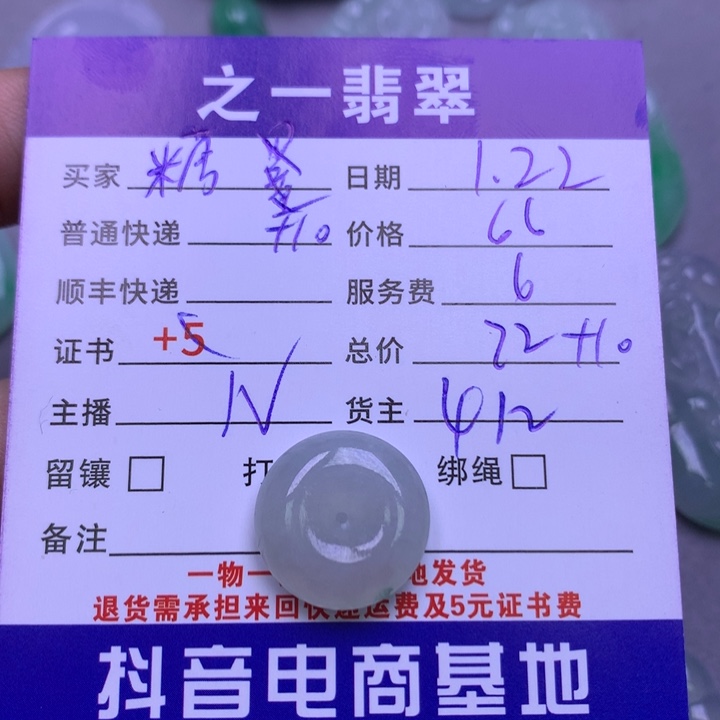 之一翡翠
买家 糖 日期 1.22
普通快递 +10 价格 66
顺丰快递 服务费 6
证书 +5 总价 72+10
主播 N 货主 412
留镶 打 绑绳
备注
一物一 地发货
退货需承担来回快递运费及5元证书费
抖音电商基地